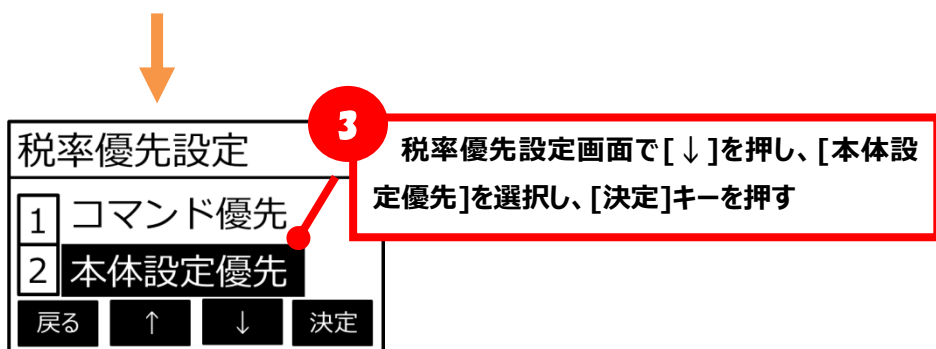 3
税率優先設定画面で[↓]を押し、[本体設
定優先]を選択し、[決定]キーを押す
税率優先設定
1 コマンド優先
2 本体設定優先
戻る ↑ ↓ 決定